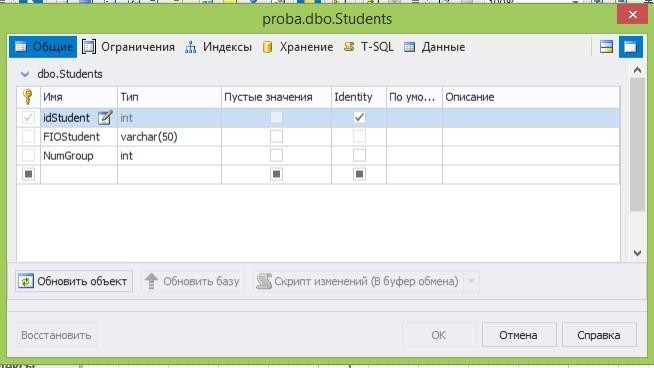 100%
proba.dbo.Students
Общие Ограничения Индексы Хранение T-SQL Данные
dbo.Students
Имя Тип Пустые значения Identity По умо... Описание
idStudent int
FIOStudent varchar(50)
NumGroup int
Обновить объект Обновить базу Скрипт изменений (В буфер обмена)
Восстановить OK Отмена Справка